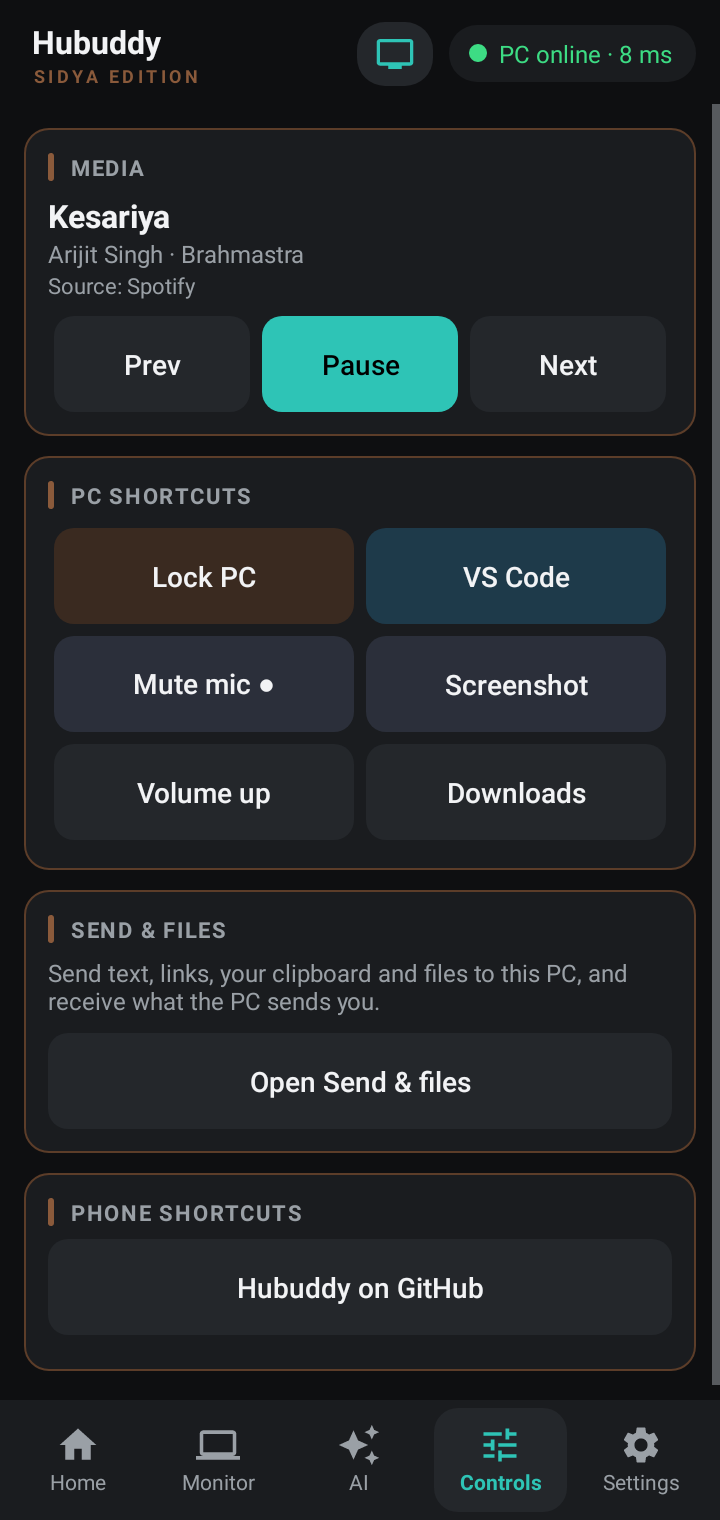 Hubuddy
SIDYA EDITION
PC online · 8 ms
MEDIA
Kesariya
Arijit Singh · Brahmastra
Source: Spotify
Prev
Pause
Next
PC SHORTCUTS
Lock PC
VS Code
Mute mic ●
Screenshot
Volume up
Downloads
SEND & FILES
Send text, links, your clipboard and files to this PC, and
receive what the PC sends you.
Open Send & files
PHONE SHORTCUTS
Hubuddy on GitHub
Home
Monitor
AI
Controls
Settings